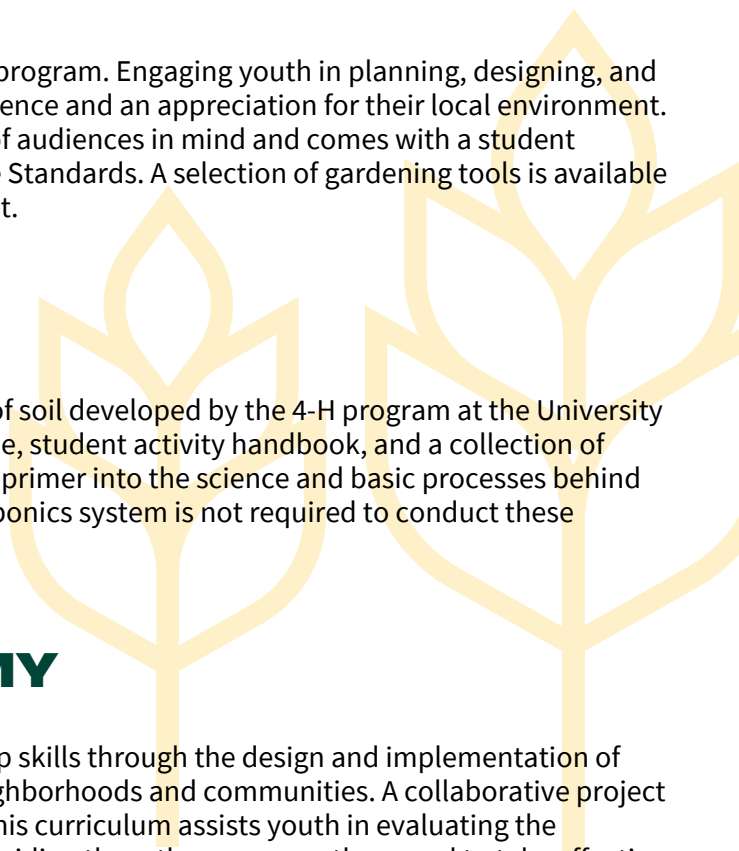 program. Engaging youth in planning, designing, and
ence and an appreciation for their local environment.
of audiences in mind and comes with a student
Standards. A selection of gardening tools is available
t.
of soil developed by the 4-H program at the University
e, student activity handbook, and a collection of
primer into the science and basic processes behind
ponics system is not required to conduct these
MY
p skills through the design and implementation of
ghborhoods and communities. A collaborative project
his curriculum assists youth in evaluating the